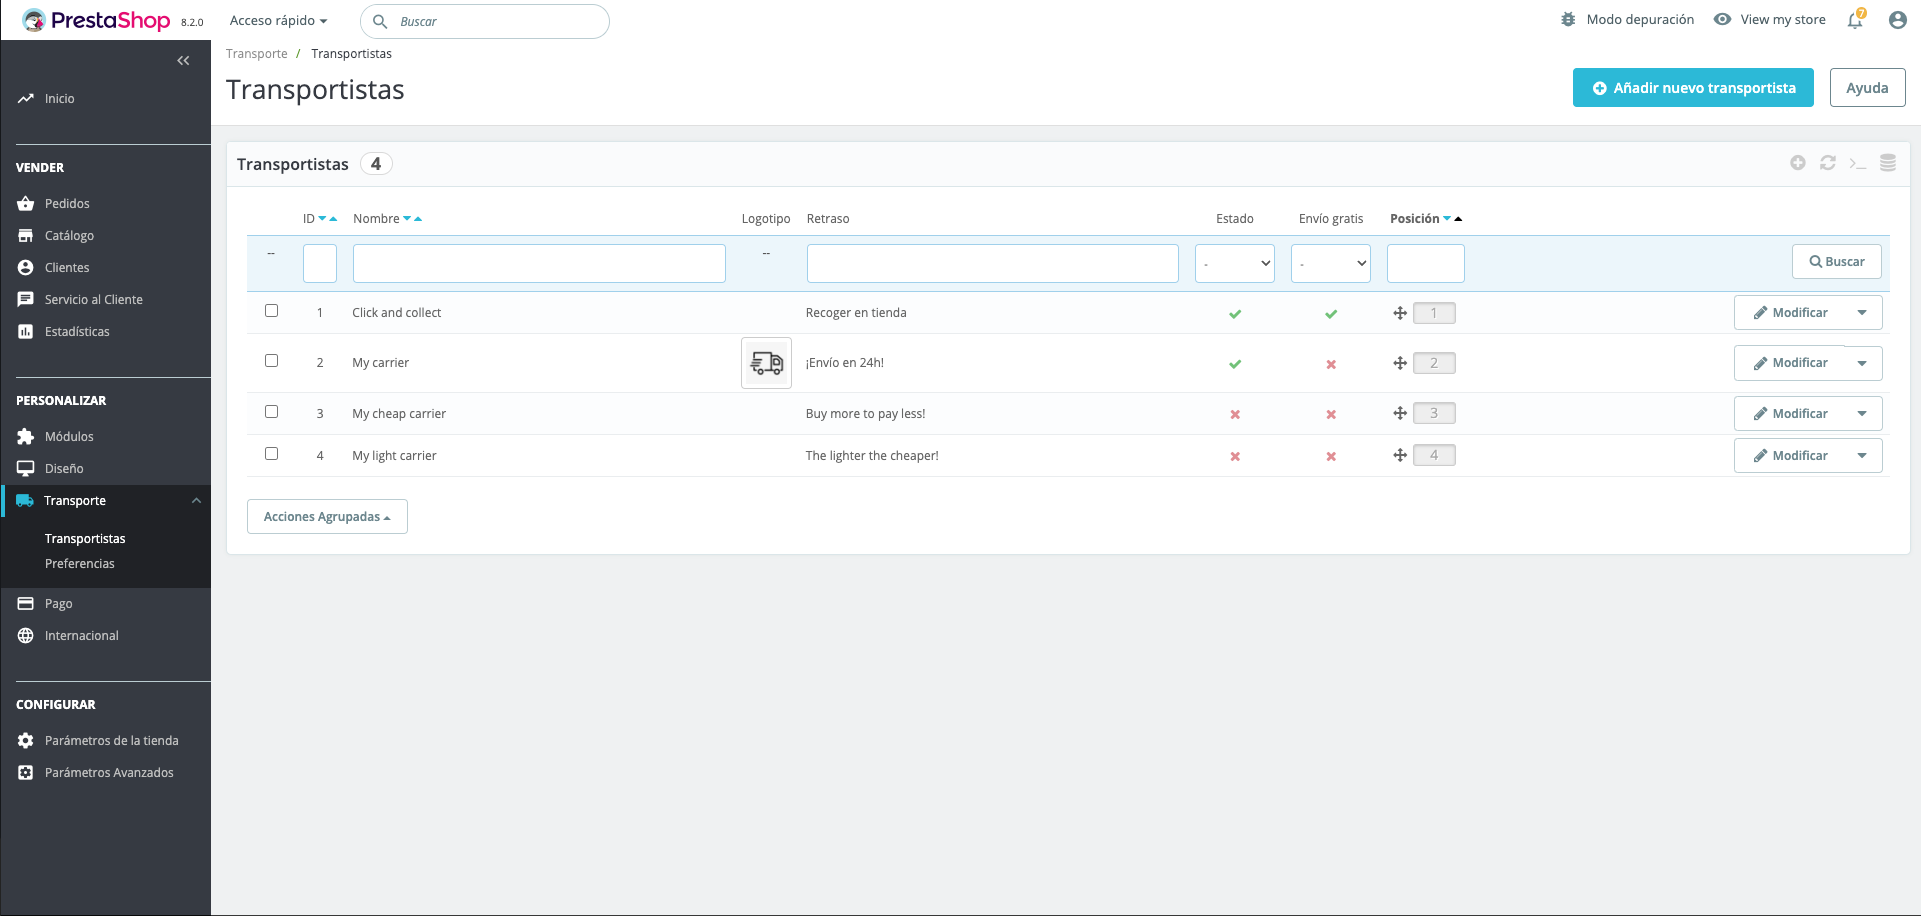 PrestaShop 8.2.0 Acceso rápido Buscar Modo depuración View my store 7
Transporte / Transportistas
Transportistas
Añadir nuevo transportista Ayuda
Inicio
VENDER
Pedidos
Catálogo
Clientes
Servicio al Cliente
Estadísticas
PERSONALIZAR
Módulos
Diseño
Transporte
Transportistas
Preferencias
Pago
Internacional
CONFIGURAR
Parámetros de la tienda
Parámetros Avanzados
Transportistas 4
ID Nombre Logotipo Retraso Estado Envío gratis Posición
-- -- - - Buscar
1 Click and collect Recoger en tienda 1 Modificar
2 My carrier ¡Envío en 24h! 2 Modificar
3 My cheap carrier Buy more to pay less! 3 Modificar
4 My light carrier The lighter the cheaper! 4 Modificar
Acciones Agrupadas